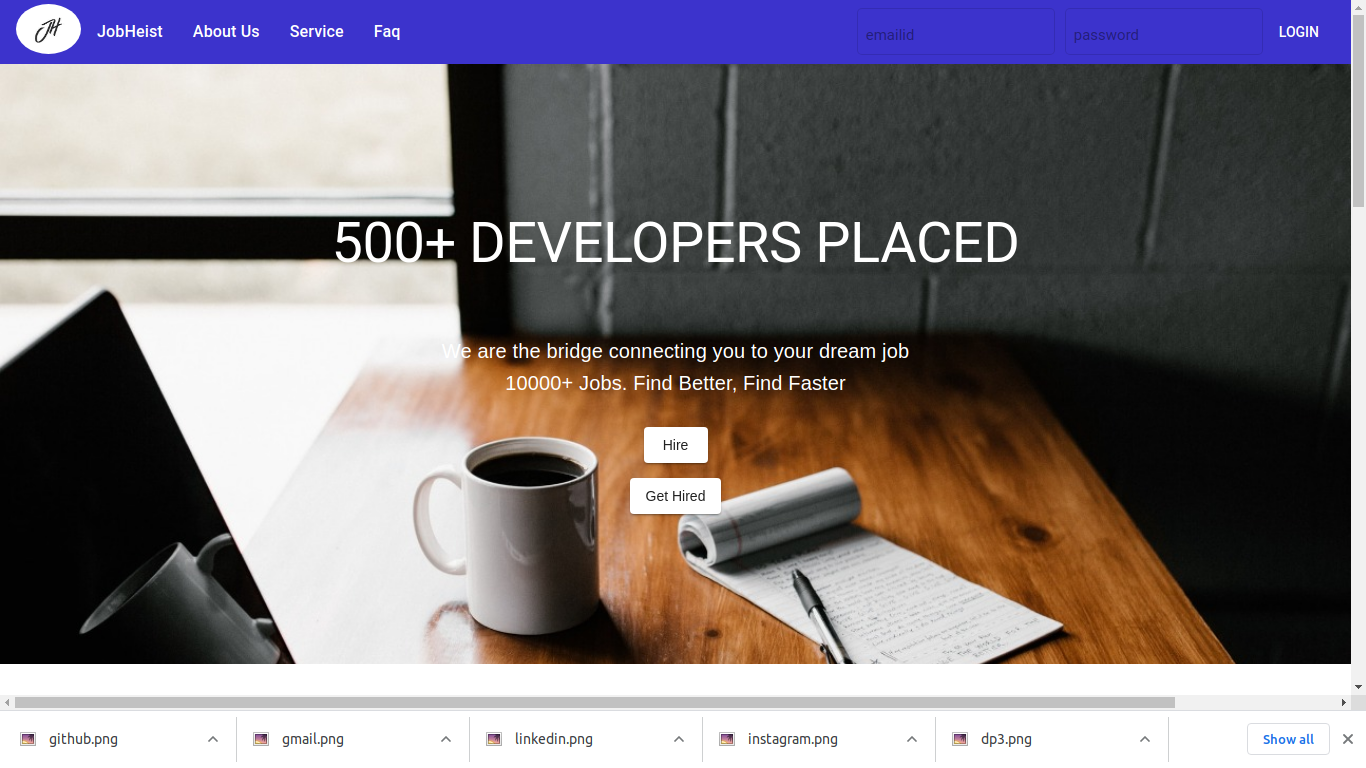 JH JobHeist About Us Service Faq emailid password LOGIN
500+ DEVELOPERS PLACED
We are the bridge connecting you to your dream job
10000+ Jobs. Find Better, Find Faster
Hire
Get Hired
github.png gmail.png linkedin.png instagram.png dp3.png Show all